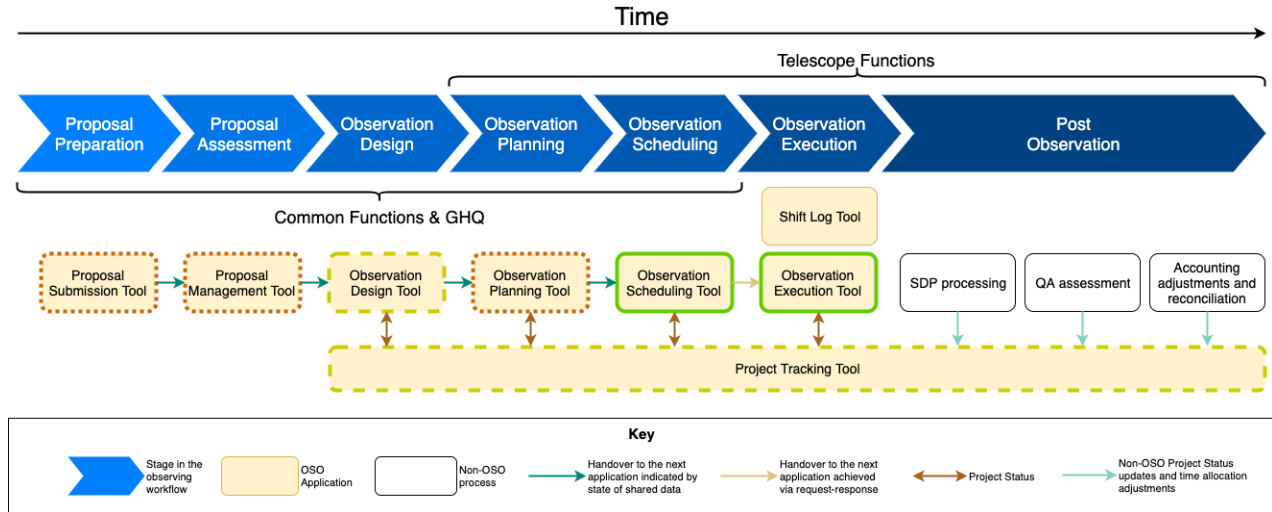 Time
Telescope Functions
Proposal
Preparation
Proposal
Assessment
Observation
Design
Observation
Planning
Observation
Scheduling
Observation
Execution
Post
Observation
Common Functions & GHQ
Shift Log Tool
Proposal
Submission Tool
Proposal
Management Tool
Observation
Design Tool
Observation
Planning Tool
Observation
Scheduling Tool
Observation
Execution Tool
SDP processing
QA assessment
Accounting
adjustments and
reconciliation
Project Tracking Tool
Key
Stage in the
observing
workflow
OSO
Application
Non-OSO
process
Handover to the next
application indicated by
state of shared data
Handover to the next
application achieved
via request-response
Project Status
Non-OSO Project Status
updates and time allocation
adjustments